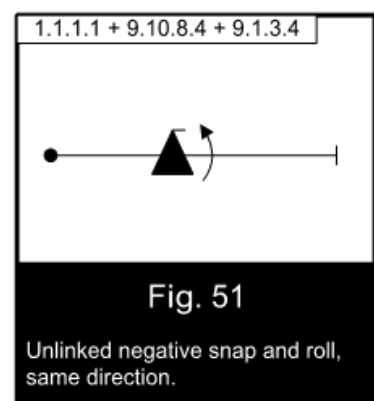 1.1.1.1 + 9.10.8.4 + 9.1.3.4
Fig. 51
Unlinked negative snap and roll,
same direction.